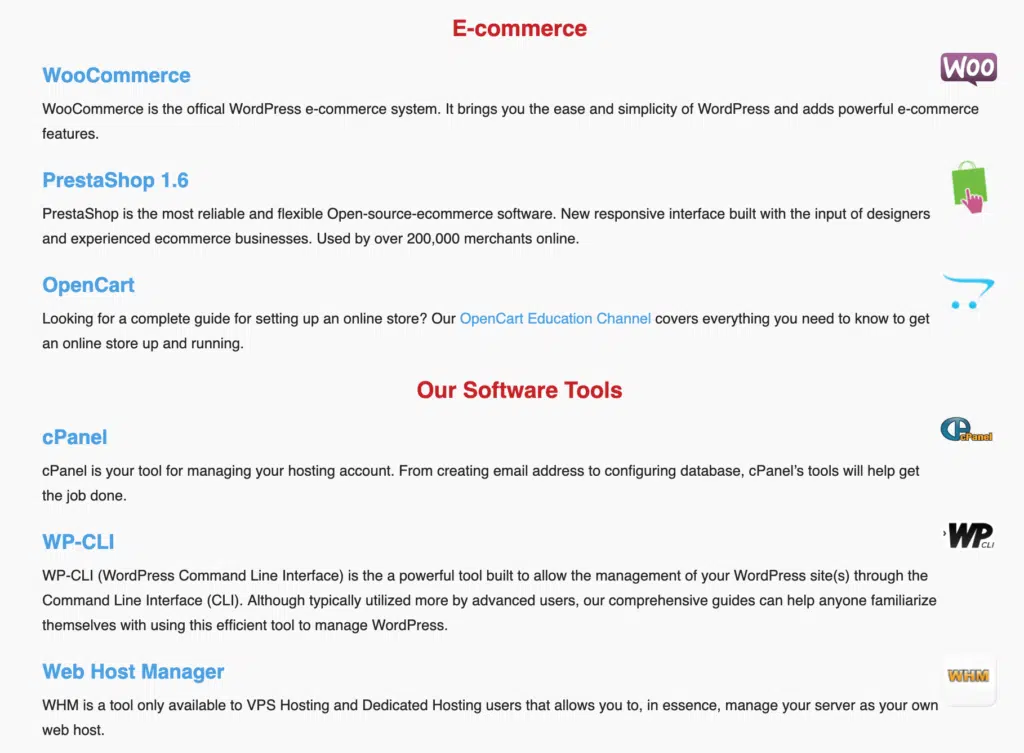 E-commerce
WooCommerce
WOO
WooCommerce is the offical WordPress e-commerce system. It brings you the ease and simplicity of WordPress and adds powerful e-commerce
features.
PrestaShop 1.6
PrestaShop is the most reliable and flexible Open-source-ecommerce software. New responsive interface built with the input of designers
and experienced ecommerce businesses. Used by over 200,000 merchants online.
OpenCart
Looking for a complete guide for setting up an online store? Our OpenCart Education Channel covers everything you need to know to get
an online store up and running.
Our Software Tools
cPanel
cPanel
cPanel is your tool for managing your hosting account. From creating email address to configuring database, cPanel's tools will help get
the job done.
WP-CLI
WP CLI
WP-CLI (WordPress Command Line Interface) is the a powerful tool built to allow the management of your WordPress site(s) through the
Command Line Interface (CLI). Although typically utilized more by advanced users, our comprehensive guides can help anyone familiarize
themselves with using this efficient tool to manage WordPress.
Web Host Manager
WHM
WHM is a tool only available to VPS Hosting and Dedicated Hosting users that allows you to, in essence, manage your server as your own
web host.